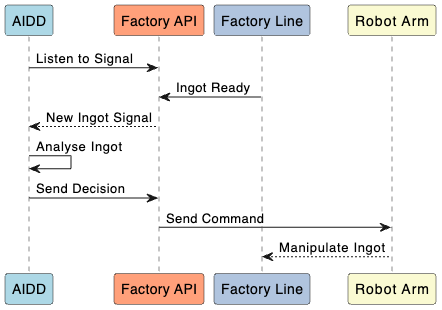 AIDD
Factory API
Factory Line
Robot Arm
Listen to Signal
Ingot Ready
New Ingot Signal
Analyse Ingot
Send Decision
Send Command
Manipulate Ingot
AIDD
Factory API
Factory Line
Robot Arm